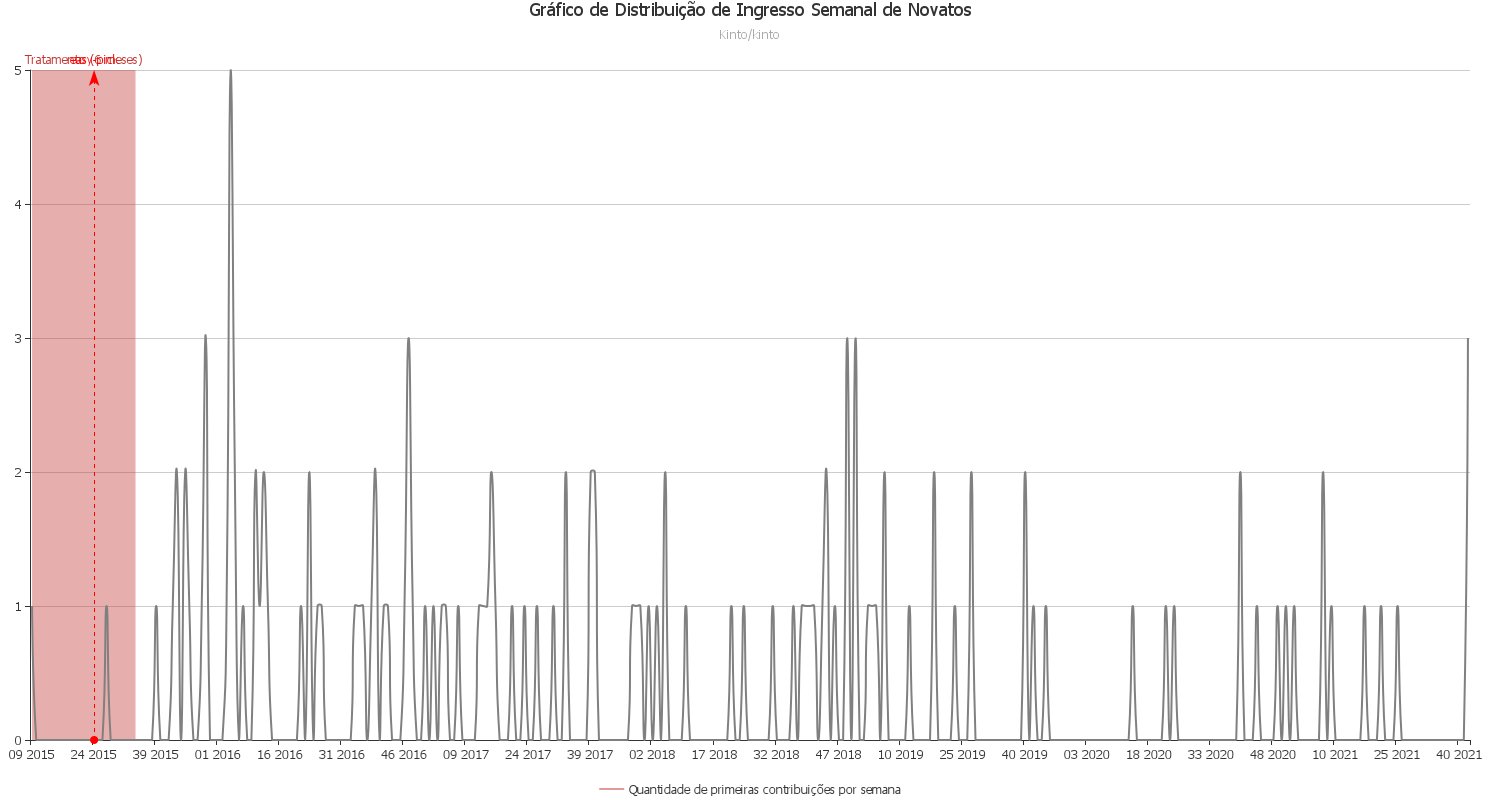 Gráfico de Distribuição de Ingresso Semanal de Novatos
Kinto/kinto
Tratamento (6 meses)
easy-pick
5
4
3
2
1
0
09 2015 24 2015 39 2015 01 2016 16 2016 31 2016 46 2016 09 2017 24 2017 39 2017 02 2018 17 2018 32 2018 47 2018 10 2019 25 2019 40 2019 03 2020 18 2020 33 2020 48 2020 10 2021 25 2021 40 2021
Quantidade de primeiras contribuições por semana